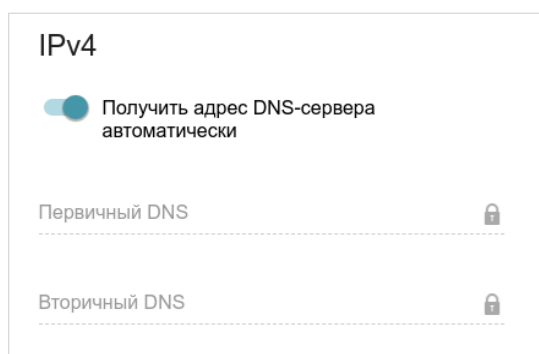 IPv4
Получить адрес DNS-сервера
автоматически
Первичный DNS
Вторичный DNS